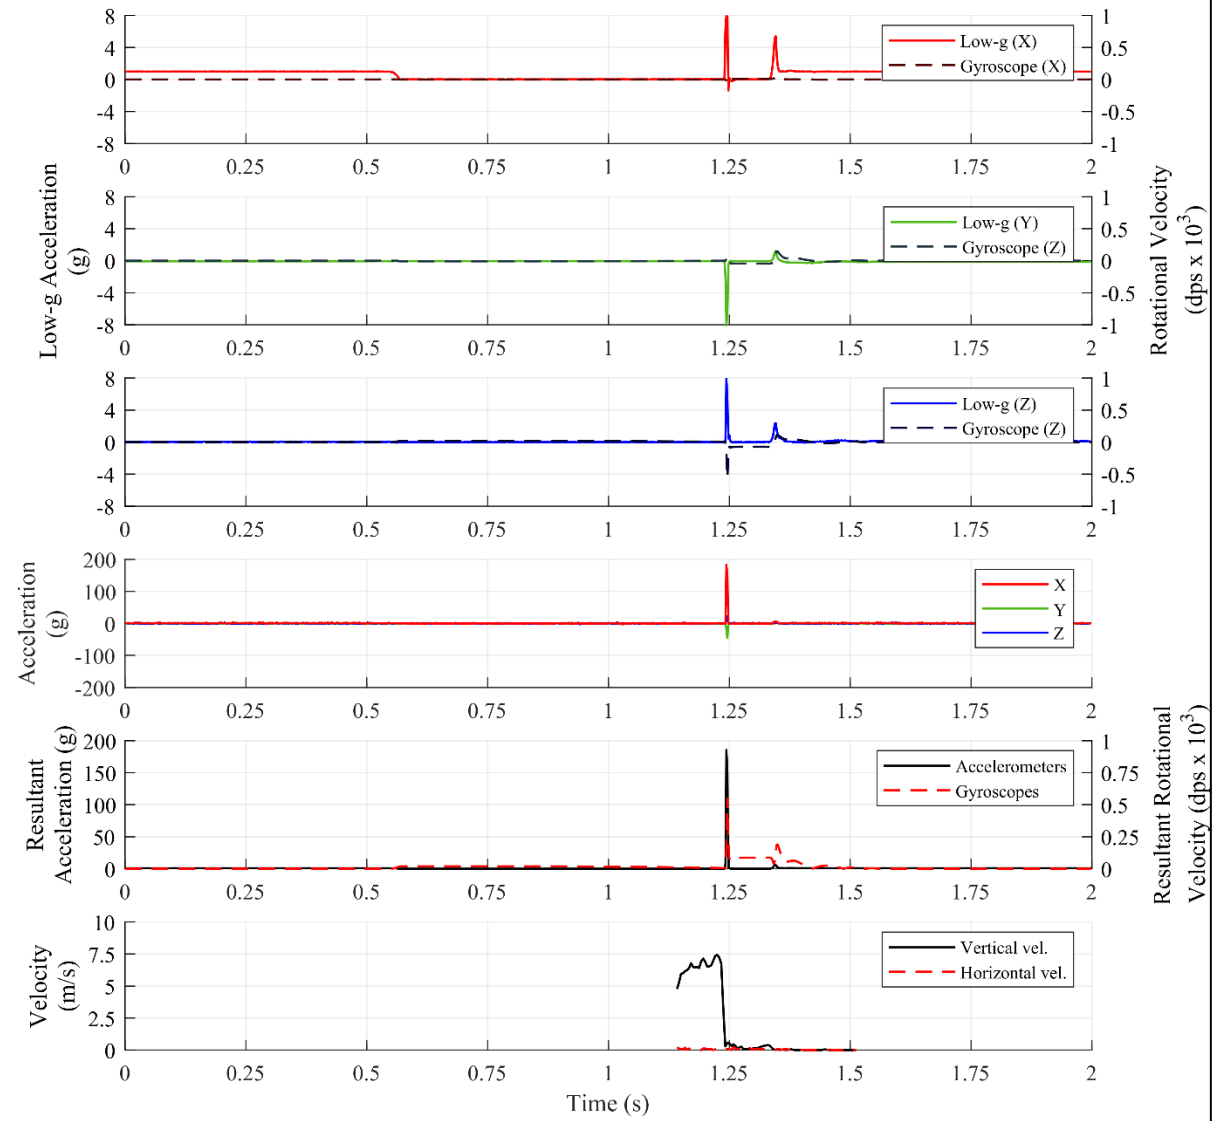 8
4
0
-4
-8
1
0.5
0
-0.5
-1
Low-g (X)
Gyroscope (X)
0 0.25 0.5 0.75 1 1.25 1.5 1.75 2
Low-g Acceleration
(g)
8
4
0
-4
-8
1
0.5
0
-0.5
-1
Low-g (Y)
Gyroscope (Z)
Rotational Velocity
(dps x 10³)
0 0.25 0.5 0.75 1 1.25 1.5 1.75 2
8
4
0
-4
-8
1
0.5
0
-0.5
-1
Low-g (Z)
Gyroscope (Z)
0 0.25 0.5 0.75 1 1.25 1.5 1.75 2
Acceleration
(g)
200
100
0
-100
-200
X
Y
Z
0 0.25 0.5 0.75 1 1.25 1.5 1.75 2
Resultant
Acceleration (g)
200
150
100
50
0
1
0.75
0.5
0.25
0
Accelerometers
Gyroscopes
Resultant Rotational
Velocity (dps x 10³)
0 0.25 0.5 0.75 1 1.25 1.5 1.75 2
Velocity
(m/s)
10
7.5
5
2.5
0
Vertical vel.
Horizontal vel.
0 0.25 0.5 0.75 1 1.25 1.5 1.75 2
Time (s)